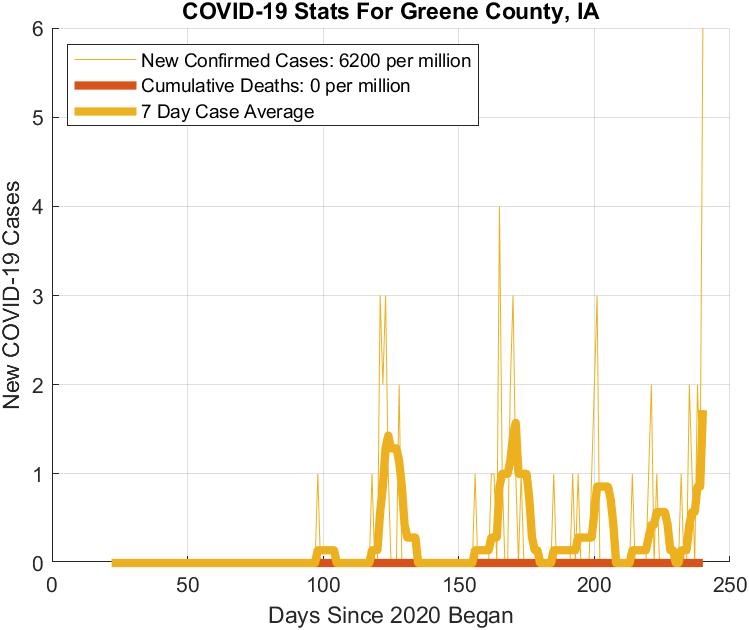 COVID-19 Stats For Greene County, IA
New Confirmed Cases: 6200 per million
Cumulative Deaths: 0 per million
7 Day Case Average
New COVID-19 Cases
6
5
4
3
2
1
0
0 50 100 150 200 250
Days Since 2020 Began